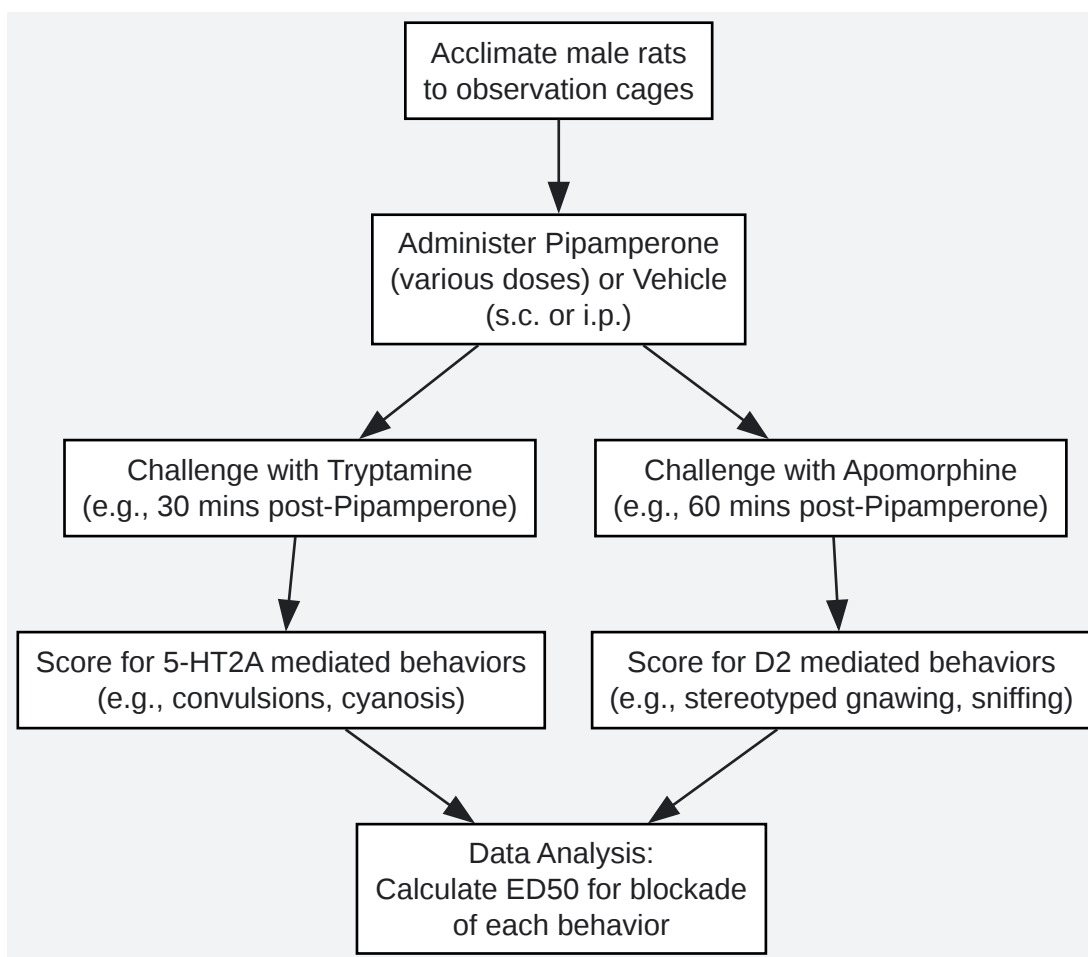 Acclimate male rats
to observation cages
Administer Pipamperone
(various doses) or Vehicle
(s.c. or i.p.)
Challenge with Tryptamine
(e.g., 30 mins post-Pipamperone)
Challenge with Apomorphine
(e.g., 60 mins post-Pipamperone)
Score for 5-HT2A mediated behaviors
(e.g., convulsions, cyanosis)
Score for D2 mediated behaviors
(e.g., stereotyped gnawing, sniffing)
Data Analysis:
Calculate ED50 for blockade
of each behavior